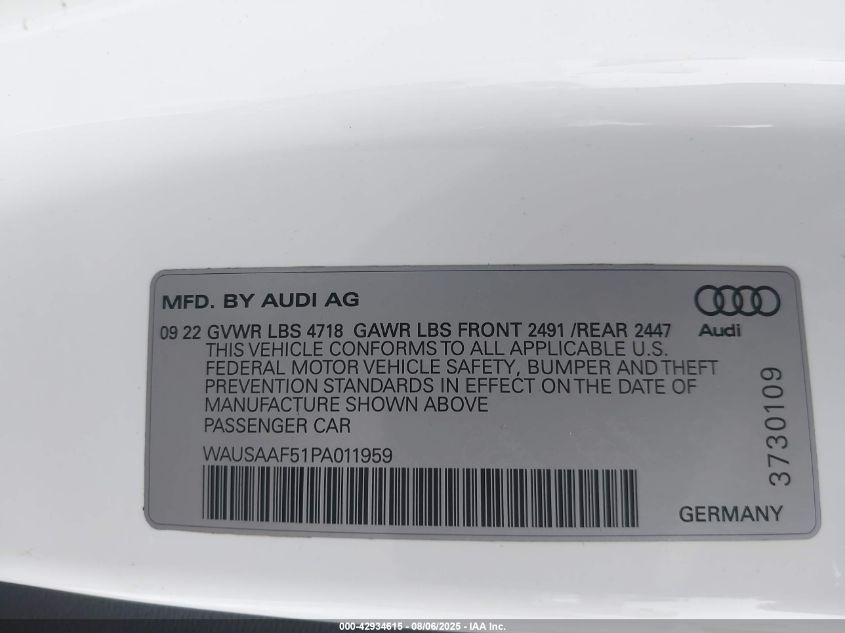 MFD. BY AUDI AG
Audi
09 22 GVWR LBS 4718 GAWR LBS FRONT 2491 /REAR 2447
THIS VEHICLE CONFORMS TO ALL APPLICABLE U.S.
FEDERAL MOTOR VEHICLE SAFETY, BUMPER AND THEFT
PREVENTION STANDARDS IN EFFECT ON THE DATE OF
MANUFACTURE SHOWN ABOVE
PASSENGER CAR
WAUSAAF51PA011959
3730109
GERMANY
000-42934615 - 08/06/2025 - IAA Inc.